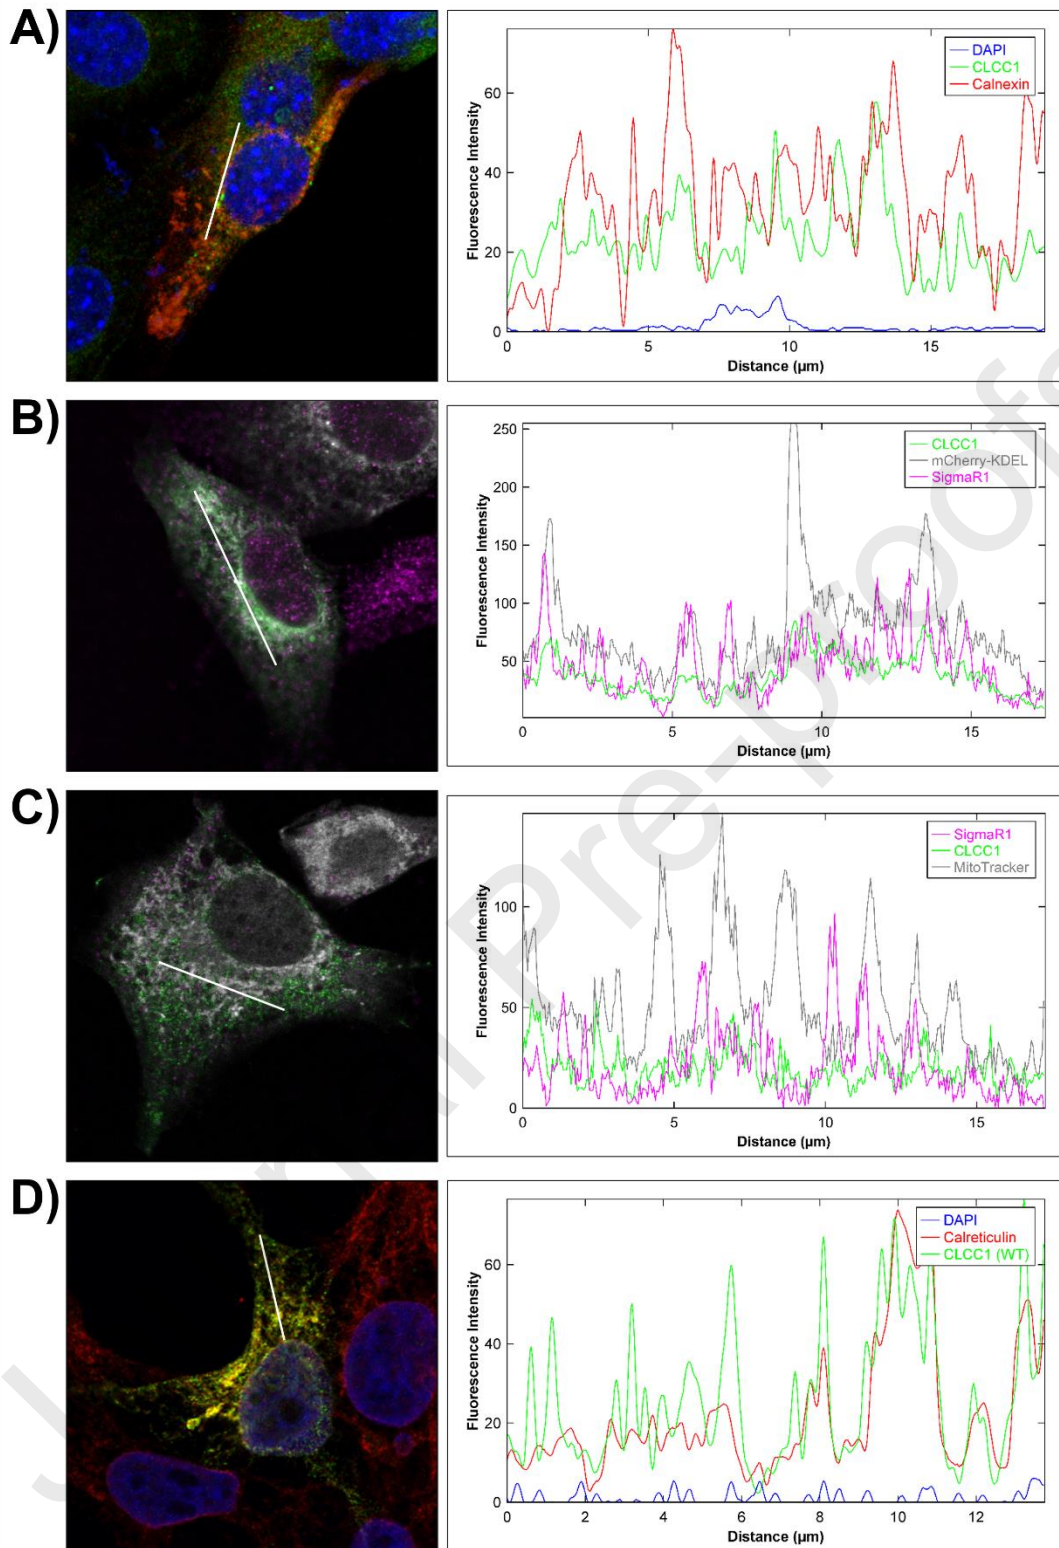 A)
DAPI
CLCC1
Calnexin
Fluorescence Intensity
60
40
20
0
0 5 10 15
Distance (µm)
B)
CLCC1
mCherry-KDEL
SigmaR1
Fluorescence Intensity
250
200
150
100
50
0 5 10 15
Distance (µm)
C)
SigmaR1
CLCC1
MitoTracker
Fluorescence Intensity
100
50
0
0 5 10 15
Distance (µm)
D)
DAPI
Calreticulin
CLCC1 (WT)
Fluorescence Intensity
60
40
20
0
0 2 4 6 8 10 12
Distance (µm)
Pre-proof